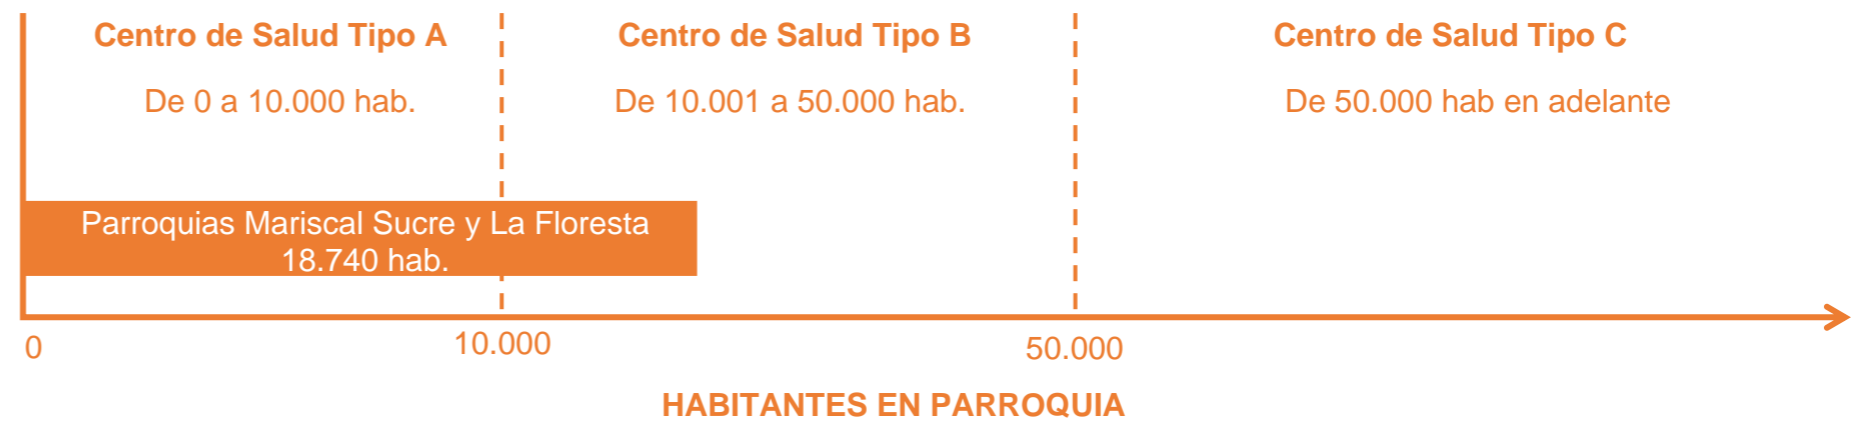 Centro de Salud Tipo A
Centro de Salud Tipo B
Centro de Salud Tipo C
De 0 a 10.000 hab.
De 10.001 a 50.000 hab.
De 50.000 hab en adelante
Parroquias Mariscal Sucre y La Floresta
18.740 hab.
0
10.000
50.000
HABITANTES EN PARROQUIA